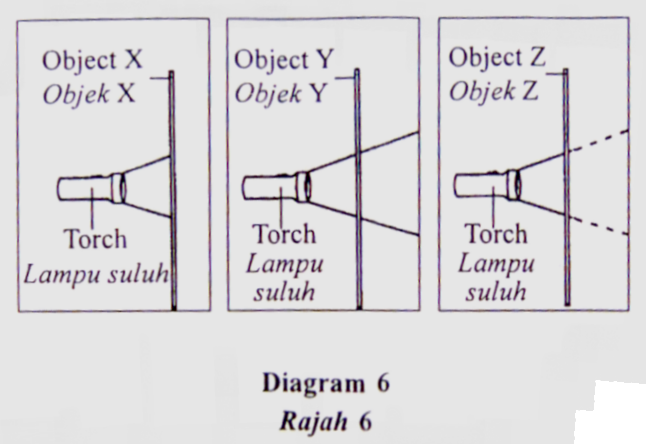 Object X
Objek X
Torch
Lampu suluh
Object Y
Objek Y
Torch
Lampu
suluh
Object Z
Objek Z
Torch
Lampu
suluh
Diagram 6
Rajah 6